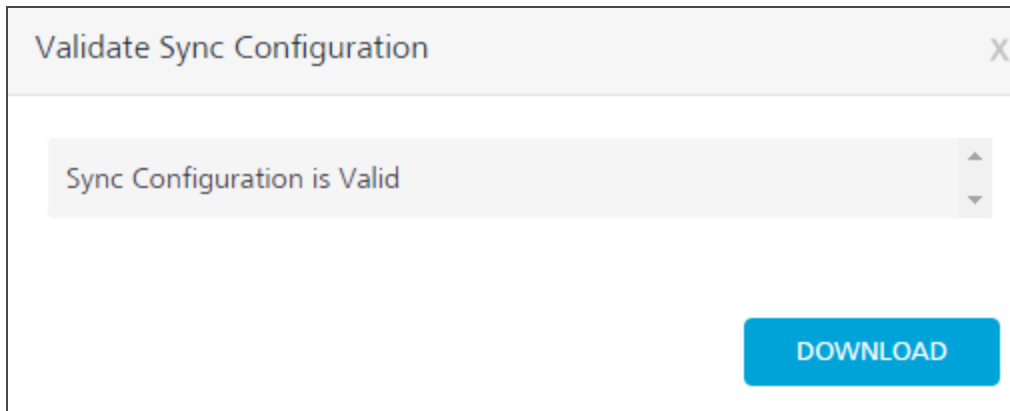 Validate Sync Configuration
X
Sync Configuration is Valid
DOWNLOAD